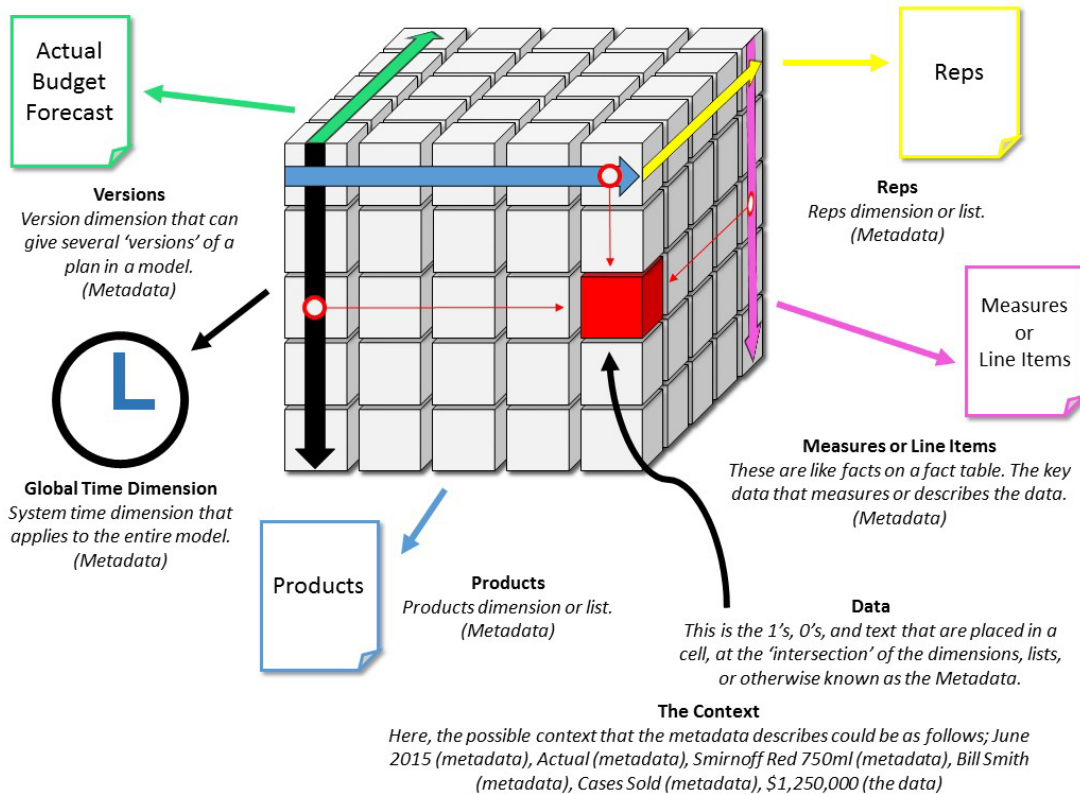 Actual
Budget
Forecast
Versions
Version dimension that can
give several ‘versions’ of a
plan in a model.
(Metadata)
Reps
Reps
Reps dimension or list.
(Metadata)
Measures
or
Line Items
Measures or Line Items
These are like facts on a fact table. The key
data that measures or describes the data.
(Metadata)
Global Time Dimension
System time dimension that
applies to the entire model.
(Metadata)
Products
Products
Products dimension or list.
(Metadata)
Data
This is the 1’s, 0’s, and text that are placed in a
cell, at the ‘intersection’ of the dimensions, lists,
or otherwise known as the Metadata.
The Context
Here, the possible context that the metadata describes could be as follows; June
2015 (metadata), Actual (metadata), Smirnoff Red 750ml (metadata), Bill Smith
(metadata), Cases Sold (metadata), $1,250,000 (the data)